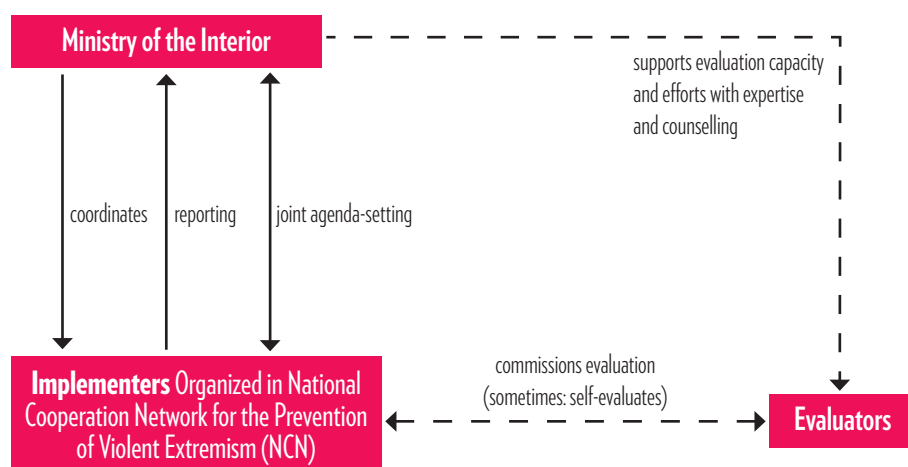 Ministry of the Interior
supports evaluation capacity
and efforts with expertise
and counselling
coordinates
reporting
joint agenda-setting
Implementers Organized in National
Cooperation Network for the Prevention
of Violent Extremism (NCN)
commissions evaluation
(sometimes: self-evaluates)
Evaluators